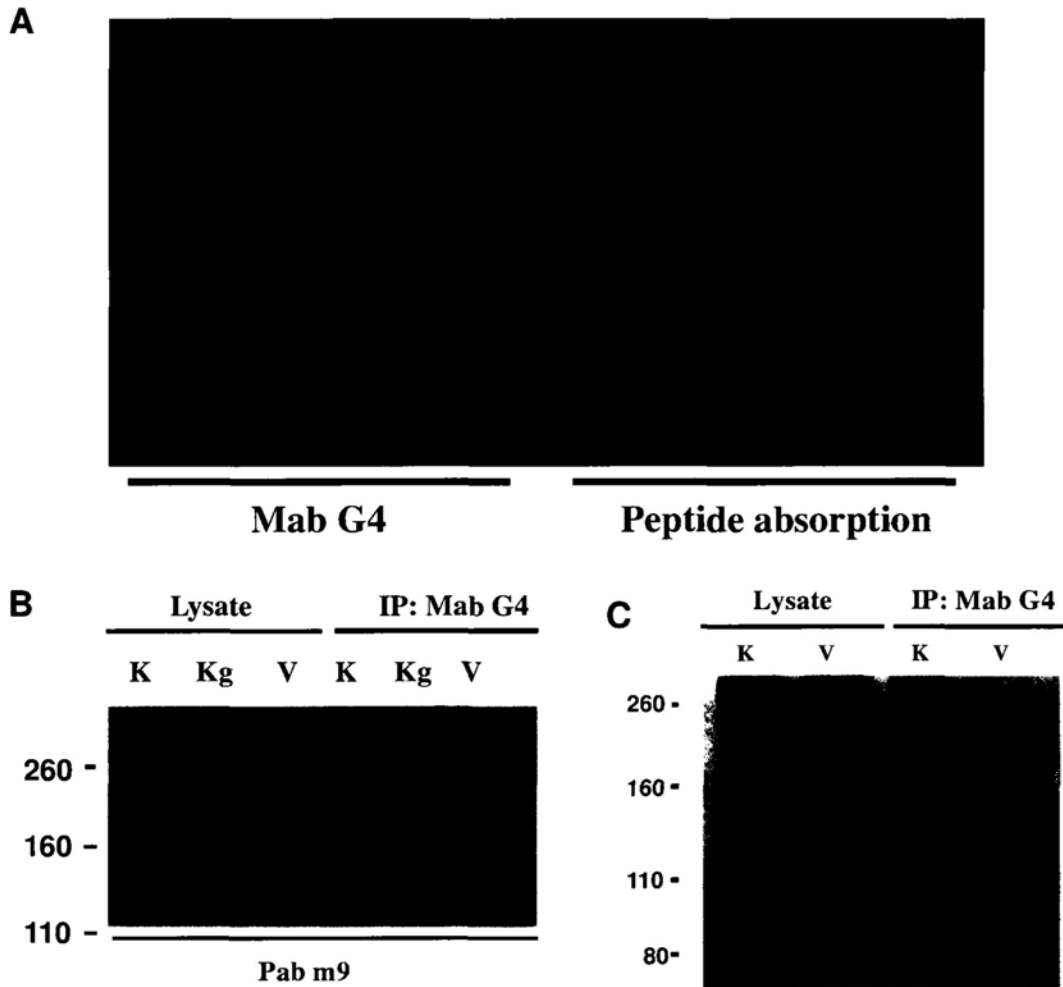 A
Mab G4 Peptide absorption
B
Lysate IP: Mab G4
K Kg V K Kg V
260 -
160 -
110 -
Pab m9
C
Lysate IP: Mab G4
K V K V
260 -
160 -
110 -
80 -